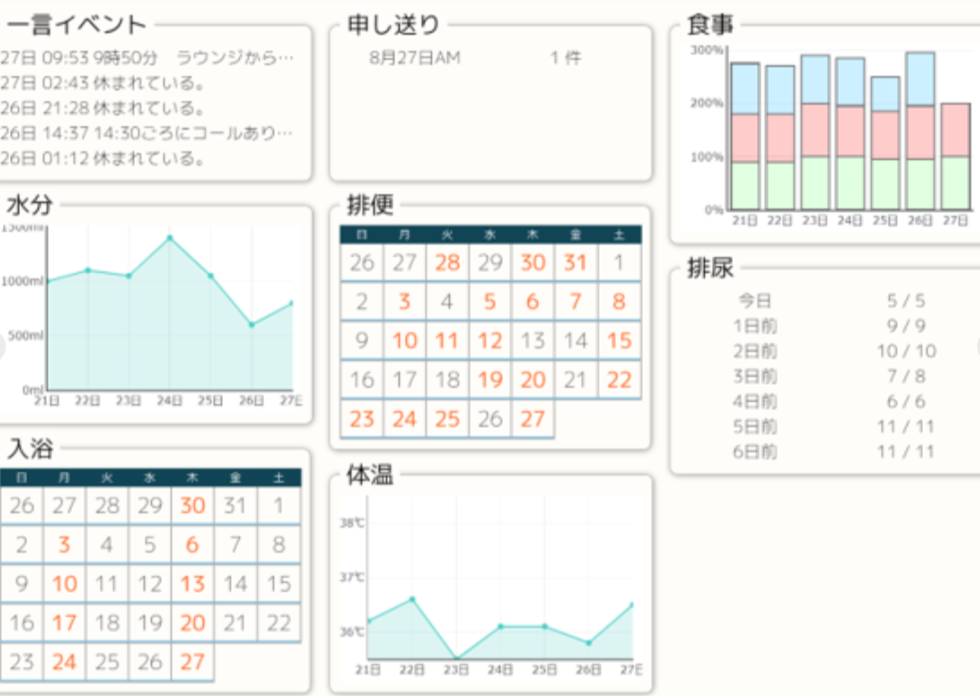 一言イベント
27日 09:53 9時50分 ラウンジから…
27日 02:43 休まれている。
26日 21:28 休まれている。
26日 14:37 14:30ごろにコールあり…
26日 01:12 休まれている。
申し送り
8月27日AM 1 件
食事
300%
200%
100%
0%
21日 22日 23日 24日 25日 26日 27日
水分
1500ml
1000ml
500ml
0ml
21日 22日 23日 24日 25日 26日 27日
排便
日 月 火 水 木 金 土
26 27 28 29 30 31 1
2 3 4 5 6 7 8
9 10 11 12 13 14 15
16 17 18 19 20 21 22
23 24 25 26 27
排尿
今日 5 / 5
1日前 9 / 9
2日前 10 / 10
3日前 7 / 8
4日前 6 / 6
5日前 11 / 11
6日前 11 / 11
入浴
日 月 火 水 木 金 土
26 27 28 29 30 31 1
2 3 4 5 6 7 8
9 10 11 12 13 14 15
16 17 18 19 20 21 22
23 24 25 26 27
体温
38℃
37℃
36℃
21日 22日 23日 24日 25日 26日 27日